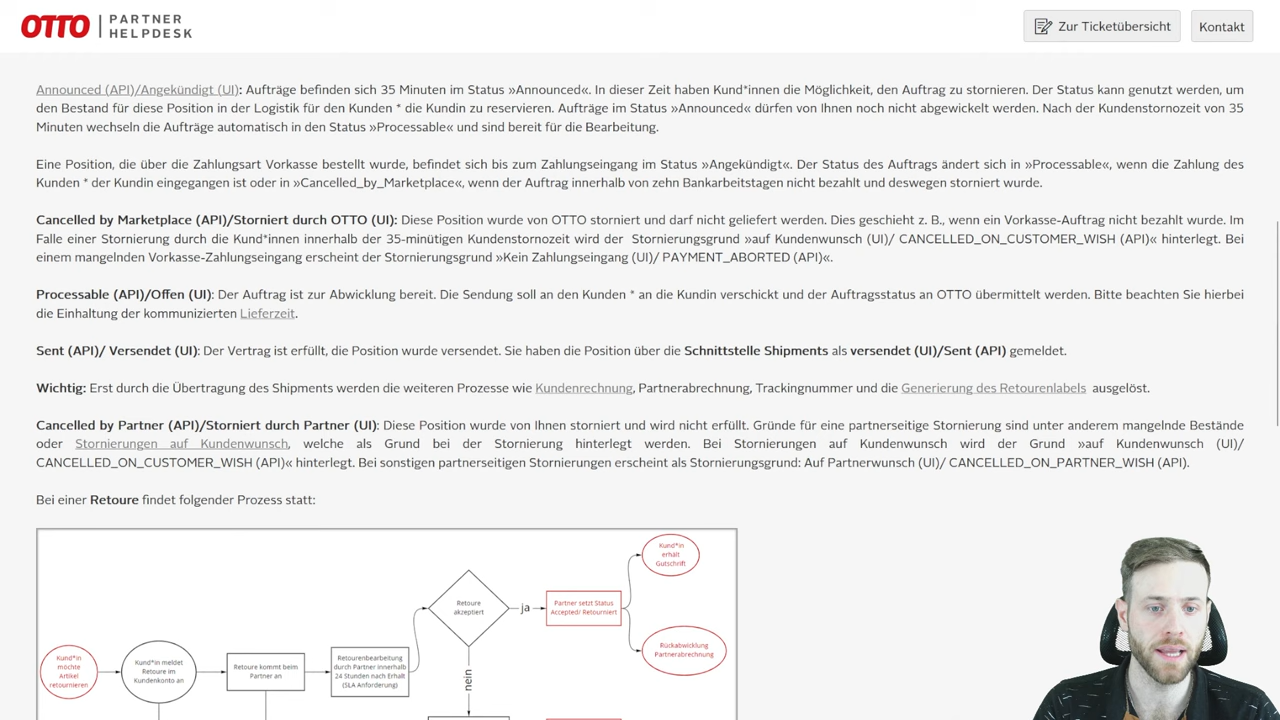 OTTO | PARTNER
HELPDESK
Zur Ticketübersicht
Kontakt
Announced (API)/Angekündigt (UI): Aufträge befinden sich 35 Minuten im Status »Announced«. In dieser Zeit haben Kund*innen die Möglichkeit, den Auftrag zu stornieren. Der Status kann genutzt werden, um
den Bestand für diese Position in der Logistik für den Kunden * die Kundin zu reservieren. Aufträge im Status »Announced« dürfen von Ihnen noch nicht abgewickelt werden. Nach der Kundenstornozeit von 35
Minuten wechseln die Aufträge automatisch in den Status »Processable« und sind bereit für die Bearbeitung.
Eine Position, die über die Zahlungsart Vorkasse bestellt wurde, befindet sich bis zum Zahlungseingang im Status »Angekündigt«. Der Status des Auftrags ändert sich in »Processable«, wenn die Zahlung des
Kunden * der Kundin eingegangen ist oder in »Cancelled_by_Marketplace«, wenn der Auftrag innerhalb von zehn Bankarbeitstagen nicht bezahlt und deswegen storniert wurde.
Cancelled by Marketplace (API)/Storniert durch OTTO (UI): Diese Position wurde von OTTO storniert und darf nicht geliefert werden. Dies geschieht z. B., wenn ein Vorkasse-Auftrag nicht bezahlt wurde. Im
Falle einer Stornierung durch die Kund*innen innerhalb der 35-minütigen Kundenstornozeit wird der Stornierungsgrund »auf Kundenwunsch (UI)/ CANCELLED_ON_CUSTOMER_WISH (API)« hinterlegt. Bei
einem mangelnden Vorkasse-Zahlungseingang erscheint der Stornierungsgrund »Kein Zahlungseingang (UI)/ PAYMENT_ABORTED (API)«.
Processable (API)/Offen (UI): Der Auftrag ist zur Abwicklung bereit. Die Sendung soll an den Kunden * an die Kundin verschickt und der Auftragsstatus an OTTO übermittelt werden. Bitte beachten Sie hierbei
die Einhaltung der kommunizierten Lieferzeit.
Sent (API)/ Versendet (UI): Der Vertrag ist erfüllt, die Position wurde versendet. Sie haben die Position über die Schnittstelle Shipments als versendet (UI)/Sent (API) gemeldet.
Wichtig: Erst durch die Übertragung des Shipments werden die weiteren Prozesse wie Kundenrechnung, Partnerabrechnung, Trackingnummer und die Generierung des Retourenlabels ausgelöst.
Cancelled by Partner (API)/Storniert durch Partner (UI): Diese Position wurde von Ihnen storniert und wird nicht erfüllt. Gründe für eine partnerseitige Stornierung sind unter anderem mangelnde Bestände
oder Stornierungen auf Kundenwunsch, welche als Grund bei der Stornierung hinterlegt werden. Bei Stornierungen auf Kundenwunsch wird der Grund »auf Kundenwunsch (UI)/
CANCELLED_ON_CUSTOMER_WISH (API)« hinterlegt. Bei sonstigen partnerseitigen Stornierungen erscheint als Stornierungsgrund: Auf Partnerwunsch (UI)/ CANCELLED_ON_PARTNER_WISH (API).
Bei einer Retoure findet folgender Prozess statt:
Kund*in
möchte
Artikel
retournieren
Kund*in meldet
Retoure im
Kundenkonto an
Retoure kommt beim
Partner an
Retourenbearbeitung
durch Partner innerhalb
24 Stunden nach Erhalt
(SLA Anforderung)
Retoure
akzeptiert
ja
nein
Partner setzt Status
Accepted/ Retourniert
Kund*in
erhält
Gutschrift
Rückabwicklung
Partnerabrechnung